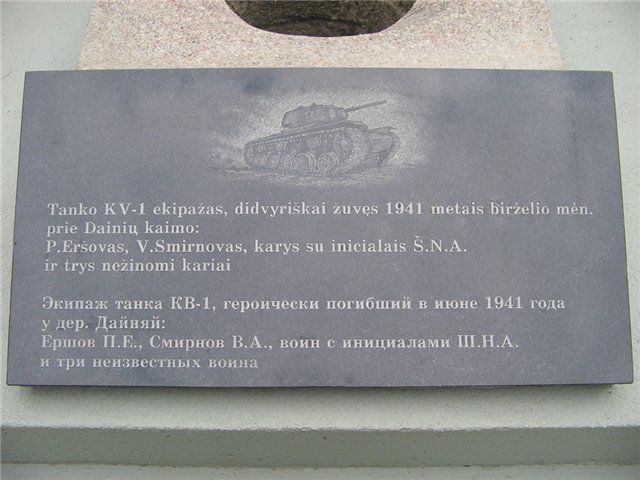 Tanko KV-1 ekipažas, didvyriškai žuvęs 1941 metais birželio mėn.
prie Dainių kaimo:
P.Eršovas, V.Smirnovas, karys su inicialais Š.N.A.
ir trys nežinomi kariai
Экипаж танка КВ-1, героически погибший в июне 1941 года
у дер. Дайняй:
Ершов П.Е., Смирнов В.А., воин с инициалами Ш.Н.А.
и три неизвестных воина